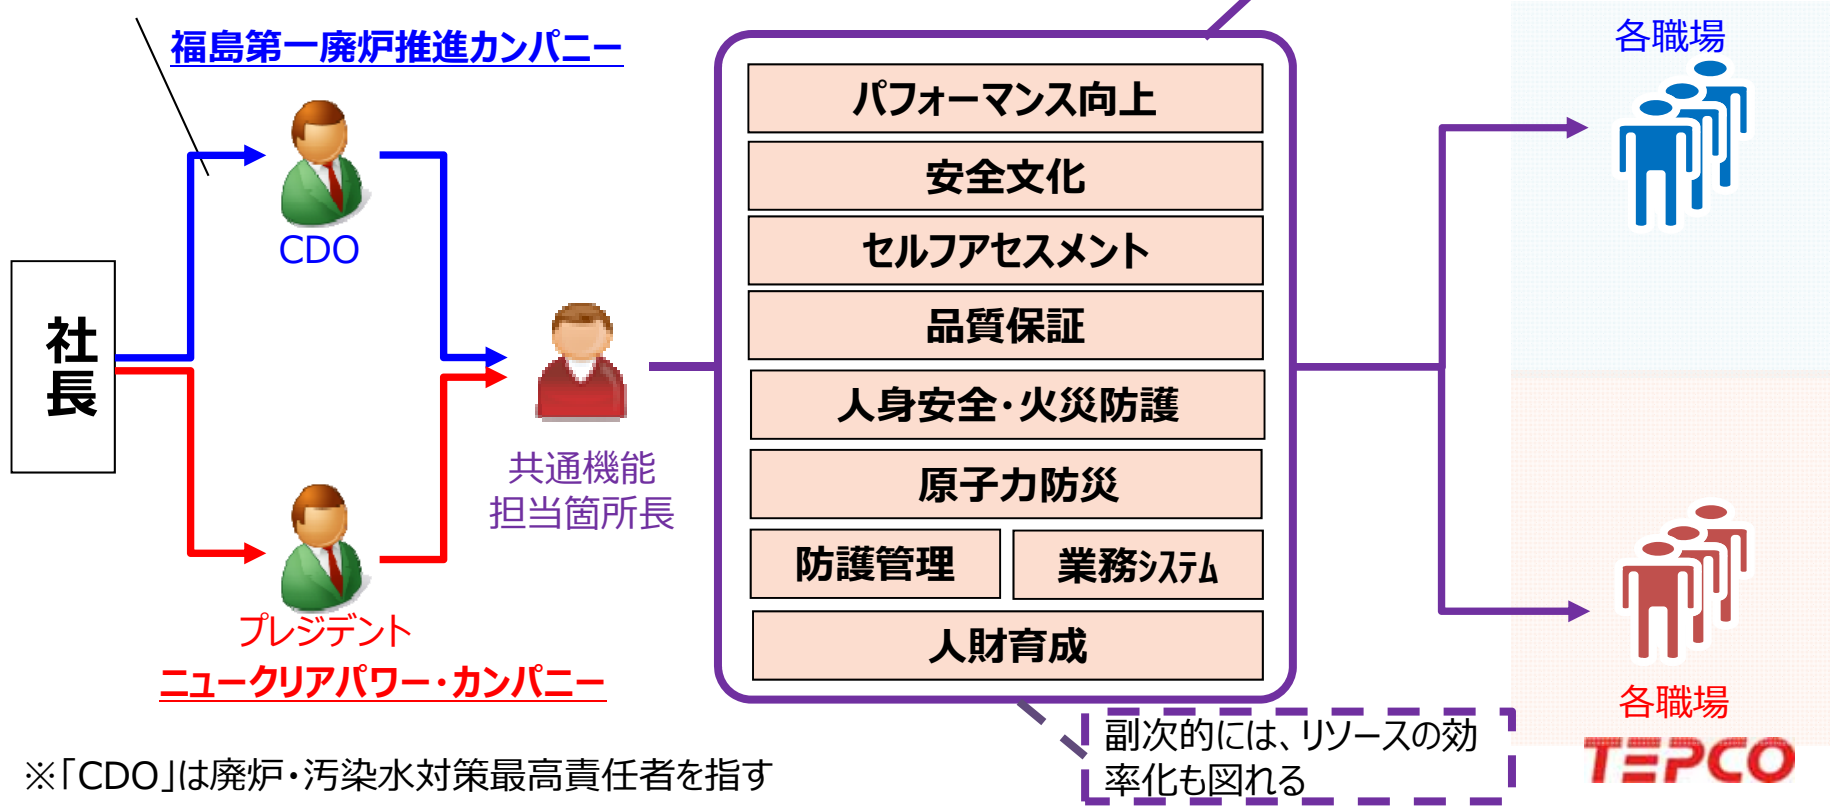 福島第一廃炉推進カンパニー
CDO
社長
共通機能
担当箇所長
プレジデント
ニュークリアパワー・カンパニー
パフォーマンス向上
安全文化
セルフアセスメント
品質保証
人身安全・火災防護
原子力防災
防護管理
業務システム
人財育成
各職場
各職場
副次的には、リソースの効
率化も図れる
※「CDO」は廃炉・汚染水対策最高責任者を指す
TEPCO